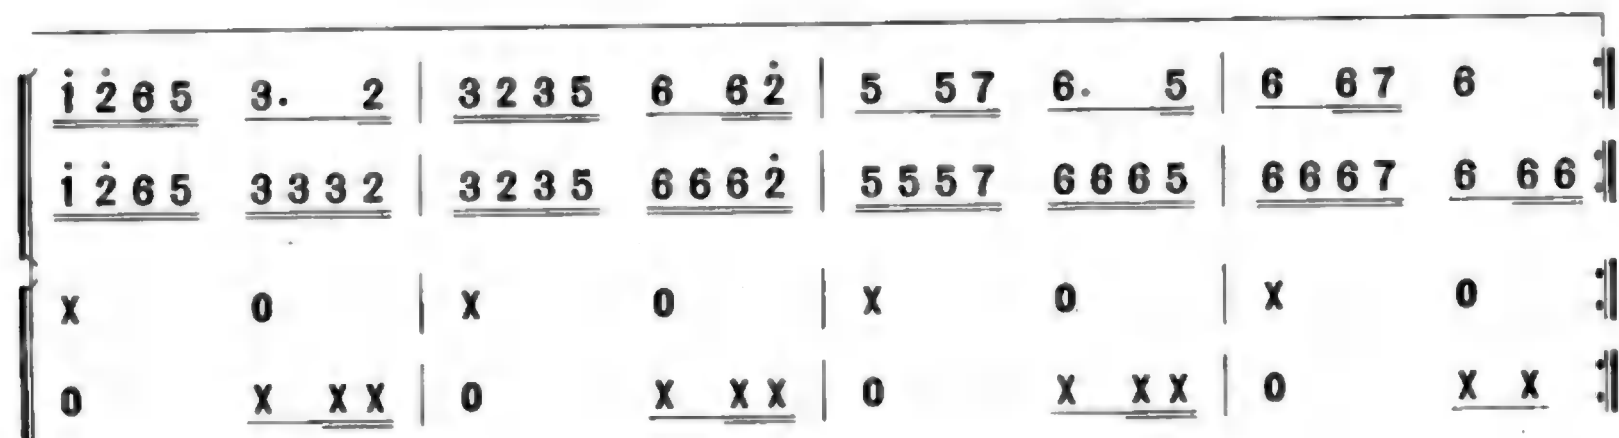 i̇ 2̇ 6 5 3. 2 | 3 2 3 5 6 6 2̇ | 5 5 7 6. 5 | 6 6 7 6 :‖
i̇ 2̇ 6 5 3 3 3 2 | 3 2 3 5 6 6 6 2̇ | 5 5 5 7 6 6 6 5 | 6 6 6 7 6 6 6 :‖
X 0 | X 0 | X 0 | X 0 :‖
0 X X X | 0 X X X | 0 X X X | 0 X X :‖